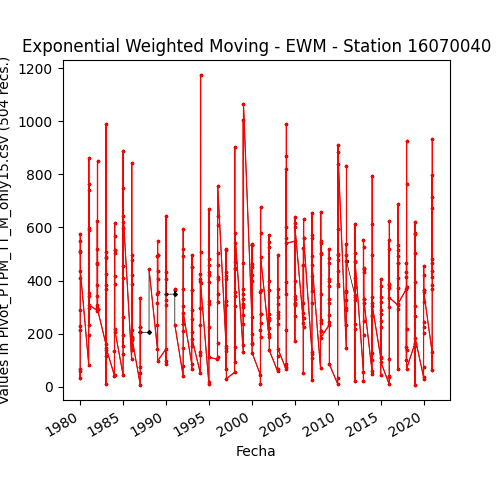 Exponential Weighted Moving - EWM - Station 16070040
Values in Pivot_PTPM_TT_M_only15.csv (504 recs.)
1200
1000
800
600
400
200
0
1980 1985 1990 1995 2000 2005 2010 2015 2020
Fecha